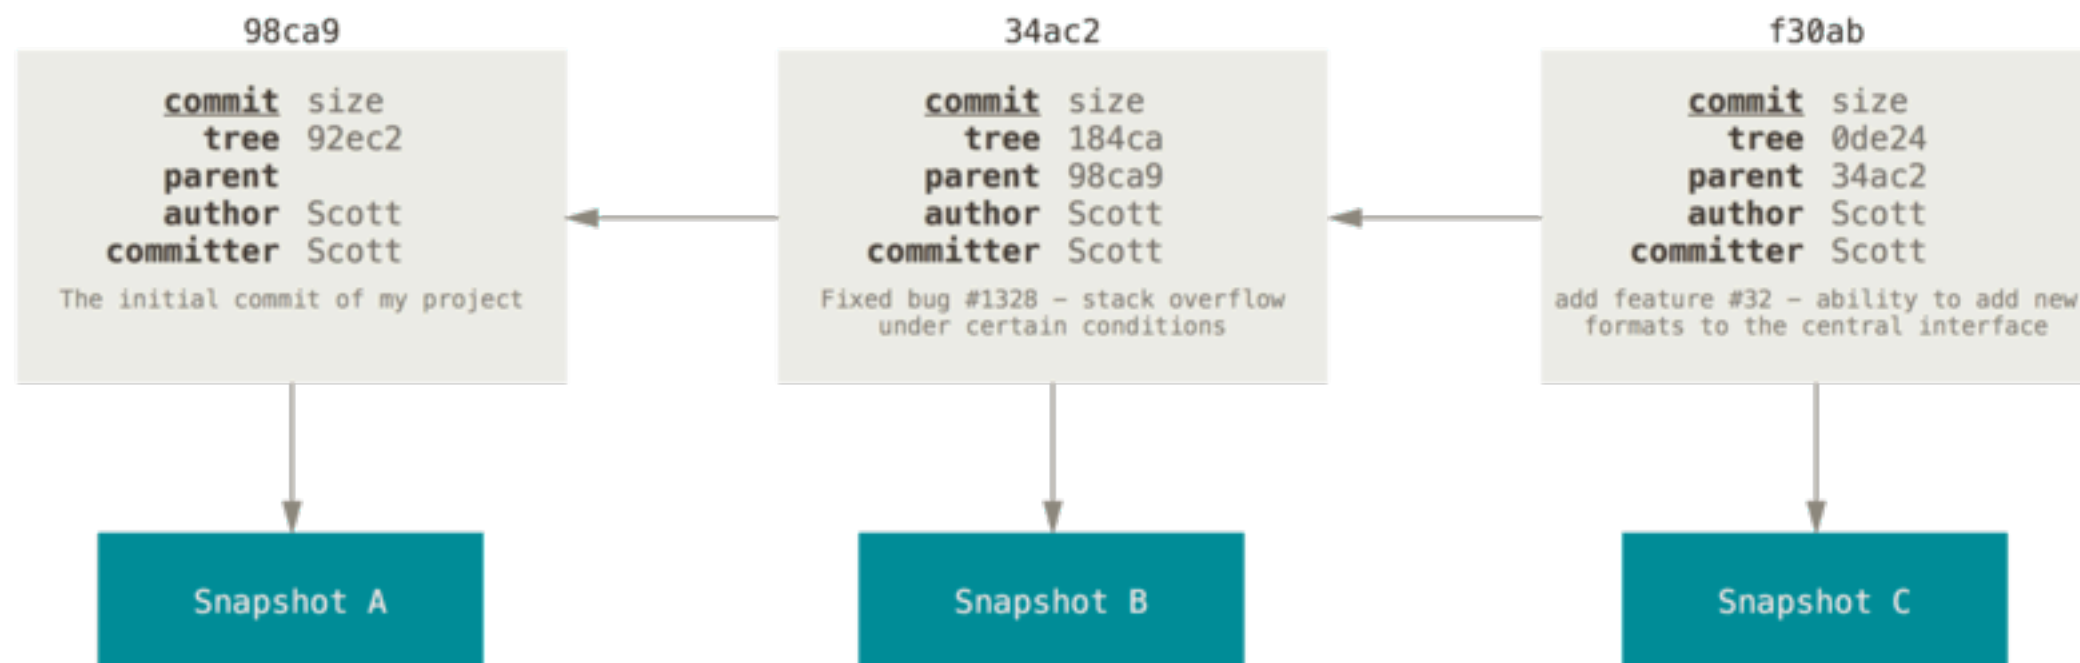 98ca9
commit size
tree 92ec2
parent
author Scott
committer Scott
The initial commit of my project
34ac2
commit size
tree 184ca
parent 98ca9
author Scott
committer Scott
Fixed bug #1328 – stack overflow
under certain conditions
f30ab
commit size
tree 0de24
parent 34ac2
author Scott
committer Scott
add feature #32 – ability to add new
formats to the central interface
Snapshot A
Snapshot B
Snapshot C